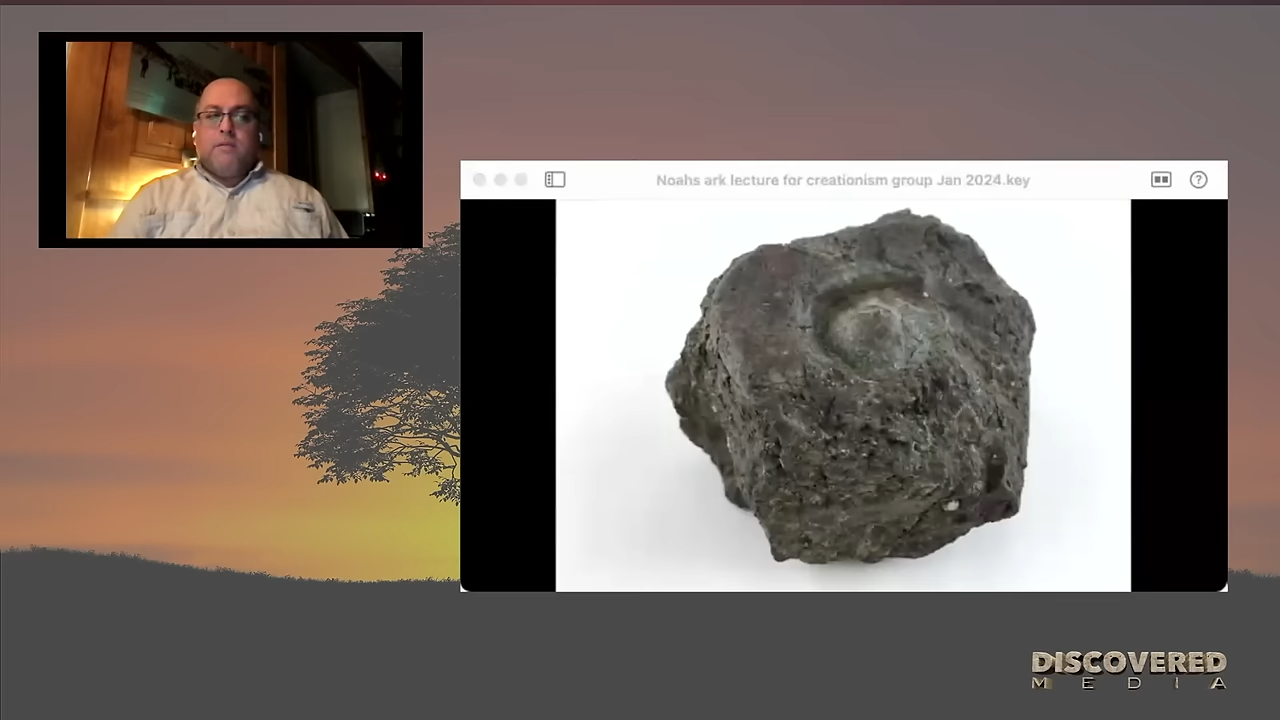 Noahs ark lecture for creationism group Jan 2024.key
?
DISCOVERED
MEDIA